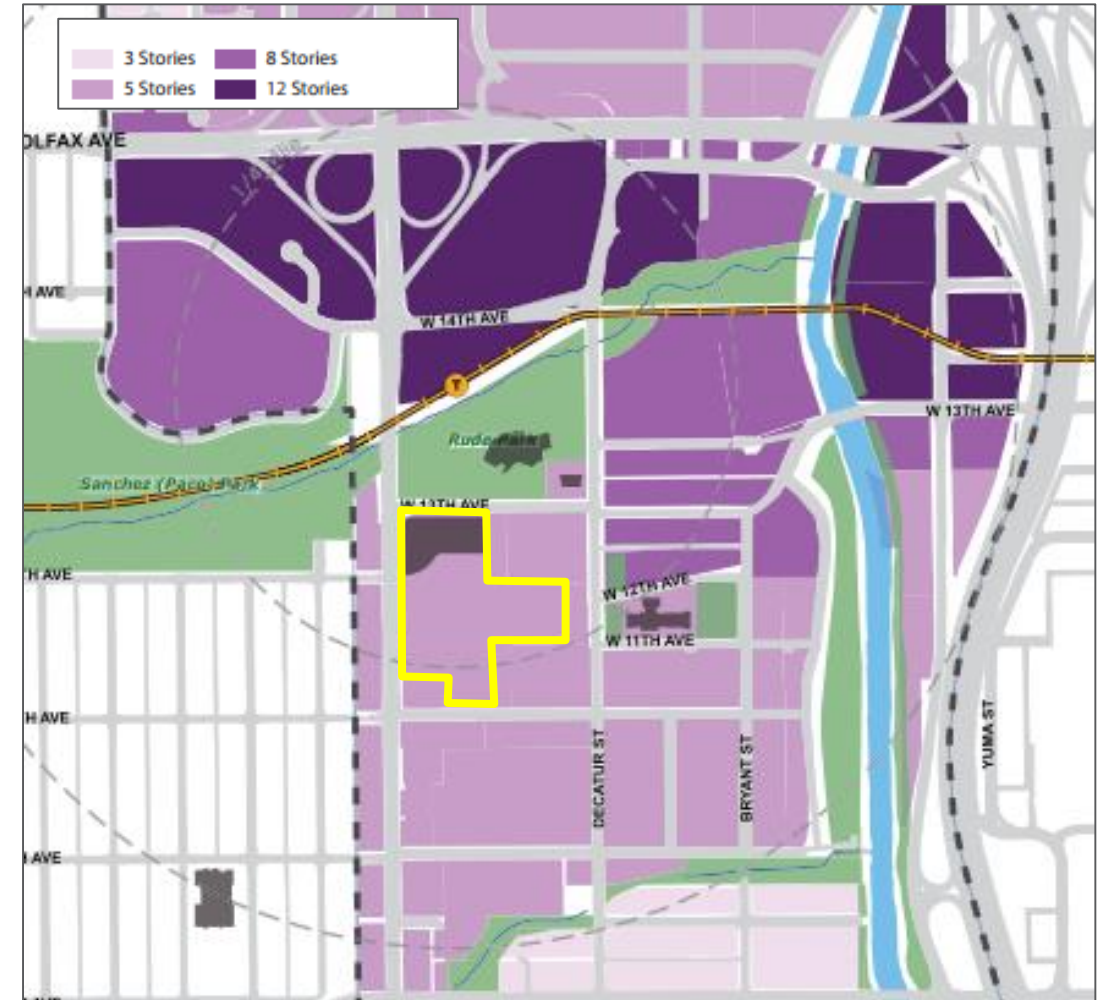 3 Stories
8 Stories
5 Stories
12 Stories
OLFAX AVE
1/4 Mile
H AVE
W 14TH AVE
T
W 13TH AVE
Rude Park
Sanchez (Paco) Park
W 13TH AVE
TH AVE
W 12TH AVE
W 11TH AVE
H AVE
YUMA ST
DECATUR ST
BRYANT ST
H AVE